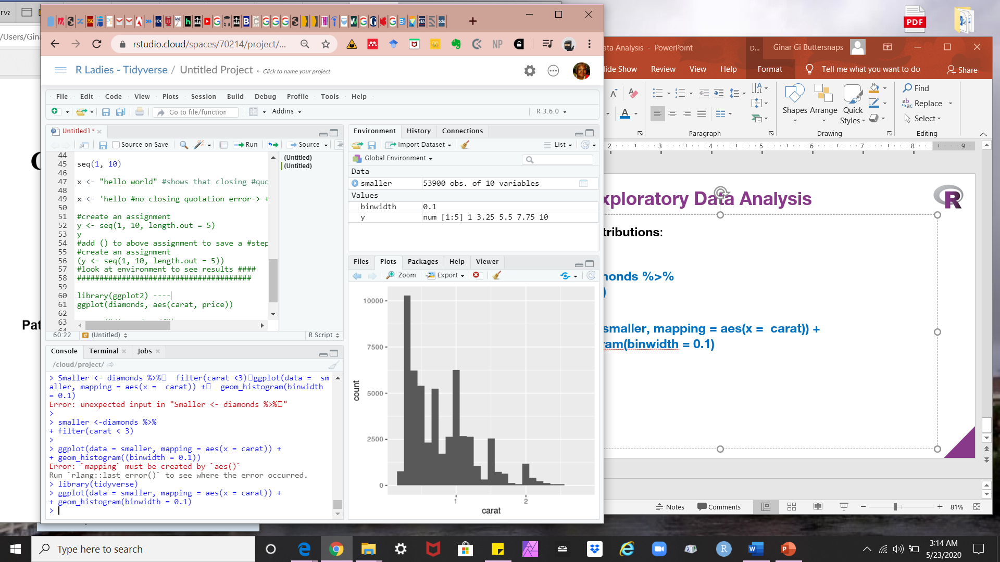 /Users/Gina
rstudio.cloud/spaces/70214/project/...
R Ladies - Tidyverse / Untitled Project Click to name your project
File Edit Code View Plots Session Build Debug Profile Tools Help
Go to file/function Addins R 3.6.0
Untitled1*
Source on Save Run Source
44
45 seq(1, 10)
46
47 x <- "hello world" #shows that closing #quo
48
49 x <- 'hello #no closing quotation error-> +
50
51 #create an assignment
52 y <- seq(1, 10, length.out = 5)
53 y
54 #add () to above assignment to save a #step
55 #create an assignment
56 (y <- seq(1, 10, length.out = 5))
57 #look at environment to see results ####
58 #######################################
59
60 library(ggplot2) ----
61 ggplot(diamonds, aes(carat, price))
62
63
64
(Untitled)
(Untitled)
60:22 # (Untitled) R Script
Console Terminal Jobs
/cloud/project/
> Smaller <- diamonds %>% filter(carat <3) ggplot(data = sm
aller, mapping = aes(x = carat)) + geom_histogram(binwidth
= 0.1)
Error: unexpected input in "Smaller <- diamonds %>% "
>
> smaller <-diamonds %>%
+ filter(carat < 3)
>
> ggplot(data = smaller, mapping = aes(x = carat)) +
+ geom_histogram((binwidth = 0.1))
Error: `mapping` must be created by `aes()`
Run `rlang::last_error()` to see where the error occurred.
> library(tidyverse)
> ggplot(data = smaller, mapping = aes(x = carat)) +
+ geom_histogram(binwidth = 0.1)
>
Environment History Connections
Import Dataset List
Global Environment
Data
smaller 53900 obs. of 10 variables
Values
binwidth 0.1
y num [1:5] 1 3.25 5.5 7.75 10
Files Plots Packages Help Viewer
Zoom Export
10000
7500
5000
2500
0
count
1 2
carat
Pat
ata Analysis - PowerPoint D... Ginar Gi Buttersnaps
lide Show Review View Help Format Tell me what you want to do Share
Shapes Arrange Quick Styles
Find
Replace
Select
Paragraph Drawing Editing
2 3 4 5 6 7 8 9
xploratory Data Analysis
R
tributions:
monds %>%
)
smaller, mapping = aes(x = carat)) +
ram(binwidth = 0.1)
Notes Comments 81%
PDF
Type here to search
3:14 AM
5/23/2020